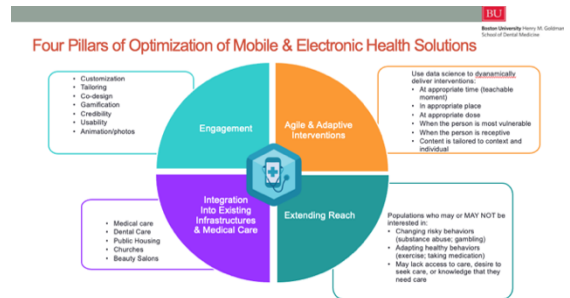 BU
Boston University Henry M. Goldman
School of Dental Medicine
Four Pillars of Optimization of Mobile & Electronic Health Solutions
• Customization
• Tailoring
• Co-design
• Gamification
• Credibility
• Usability
• Animation/photos
Engagement
Agile & Adaptive
Interventions
Use data science to dyanamically
deliver interventions:
• At appropriate time (teachable
moment)
• In appropriate place
• At appropriate dose
• When the person is most vulnerable
• When the person is receptive
• Content is tailored to context and
individual
Integration
Into Existing
Infrastructures
& Medical Care
Extending Reach
• Medical care
• Dental Care
• Public Housing
• Churches
• Beauty Salons
Populations who may or MAY NOT be
interested in:
• Changing risky behaviors
(substance abuse; gambling)
• Adapting healthy behaviors
(exercise; taking medication)
• May lack access to care, desire to
seek care, or knowledge that they
need care